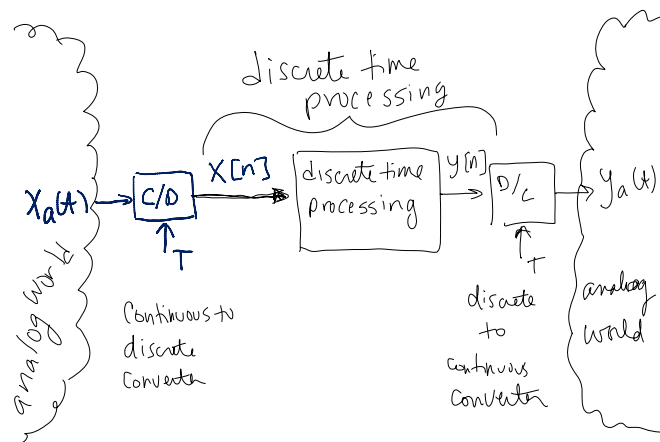 discrete time
processing
Xa(t)
C/D
X[n]
discrete time
processing
y[n]
D/C
ya(t)
T
T
analog world
Continuous to
discrete
converter
discrete
to
continuous
converter
analog
world